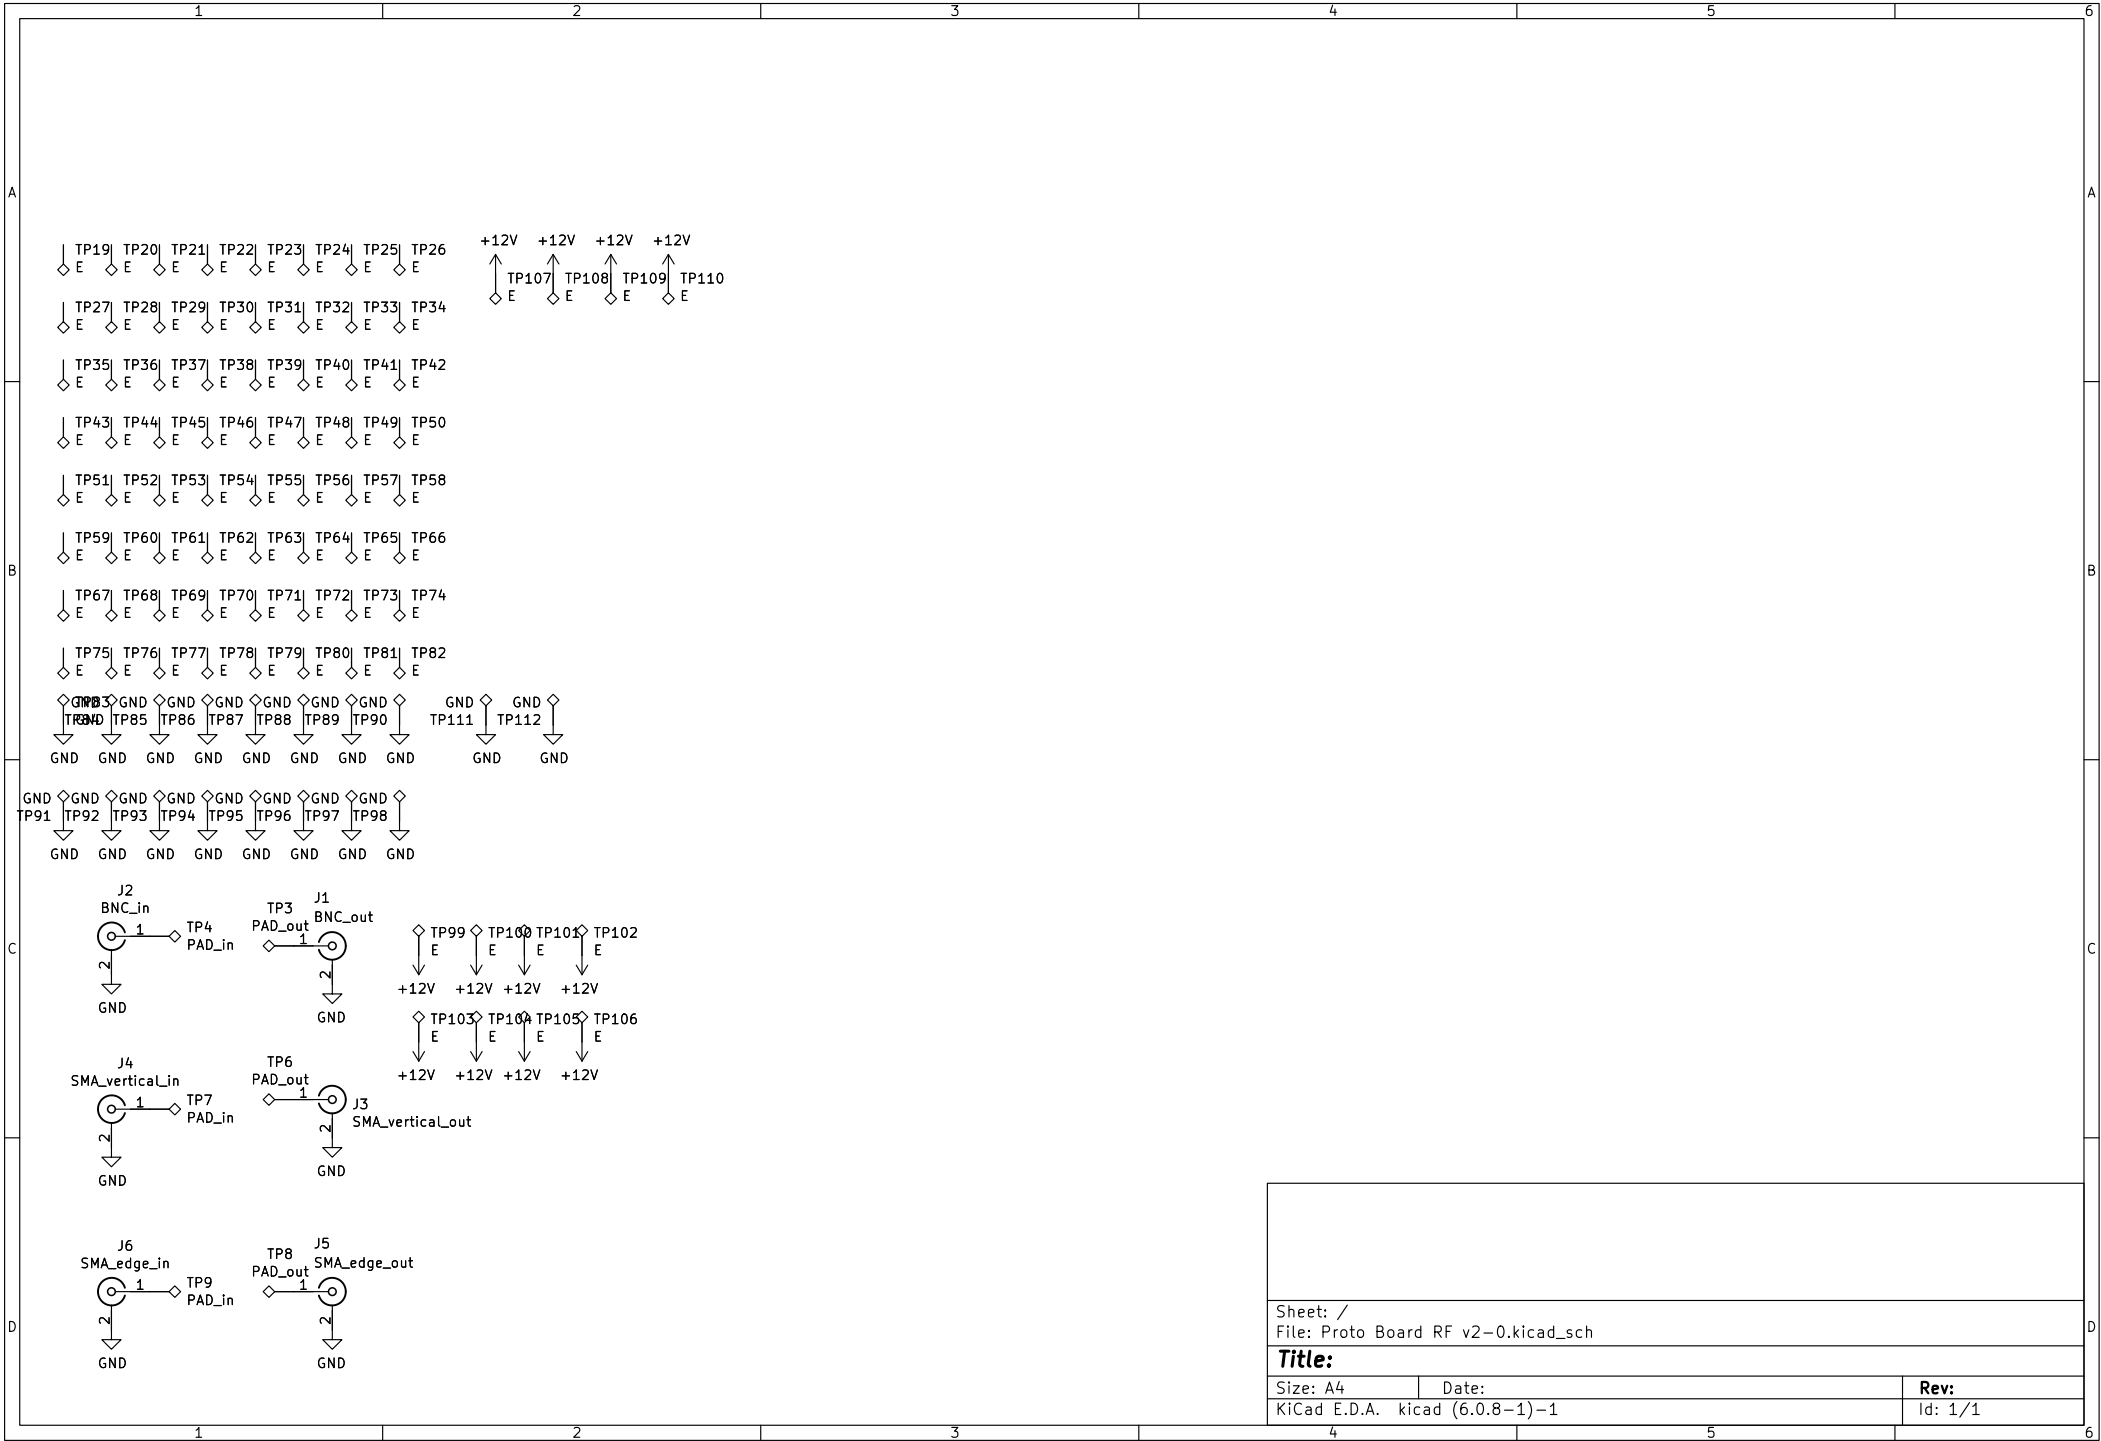 1 2 3 4 5 6
A A
TP19 TP20 TP21 TP22 TP23 TP24 TP25 TP26
E E E E E E E E
+12V +12V +12V +12V
TP107 TP108 TP109 TP110
E E E E
TP27 TP28 TP29 TP30 TP31 TP32 TP33 TP34
E E E E E E E E
TP35 TP36 TP37 TP38 TP39 TP40 TP41 TP42
E E E E E E E E
TP43 TP44 TP45 TP46 TP47 TP48 TP49 TP50
E E E E E E E E
TP51 TP52 TP53 TP54 TP55 TP56 TP57 TP58
E E E E E E E E
TP59 TP60 TP61 TP62 TP63 TP64 TP65 TP66
E E E E E E E E
B B
TP67 TP68 TP69 TP70 TP71 TP72 TP73 TP74
E E E E E E E E
TP75 TP76 TP77 TP78 TP79 TP80 TP81 TP82
E E E E E E E E
GND TP83 GND GND GND GND GND GND GND GND
TP84 GND TP85 TP86 TP87 TP88 TP89 TP90 TP111 TP112
GND GND GND GND GND GND GND GND GND GND
GND GND GND GND GND GND GND GND
TP91 TP92 TP93 TP94 TP95 TP96 TP97 TP98
GND GND GND GND GND GND GND GND
J2
BNC_in
1
TP4
PAD_in
2
GND
TP3
PAD_out
1
J1
BNC_out
2
GND
TP99 TP100 TP101 TP102
E E E E
+12V +12V +12V +12V
C C
TP103 TP104 TP105 TP106
E E E E
+12V +12V +12V +12V
J4
SMA_vertical_in
1
TP7
PAD_in
2
GND
TP6
PAD_out
1
J3
SMA_vertical_out
2
GND
J6
SMA_edge_in
1
TP9
PAD_in
2
GND
TP8
PAD_out
1
J5
SMA_edge_out
2
GND
D D
Sheet: /
File: Proto Board RF v2-0.kicad_sch
Title:
Size: A4 Date: Rev:
KiCad E.D.A. kicad (6.0.8-1)-1 Id: 1/1
1 2 3 4 5 6